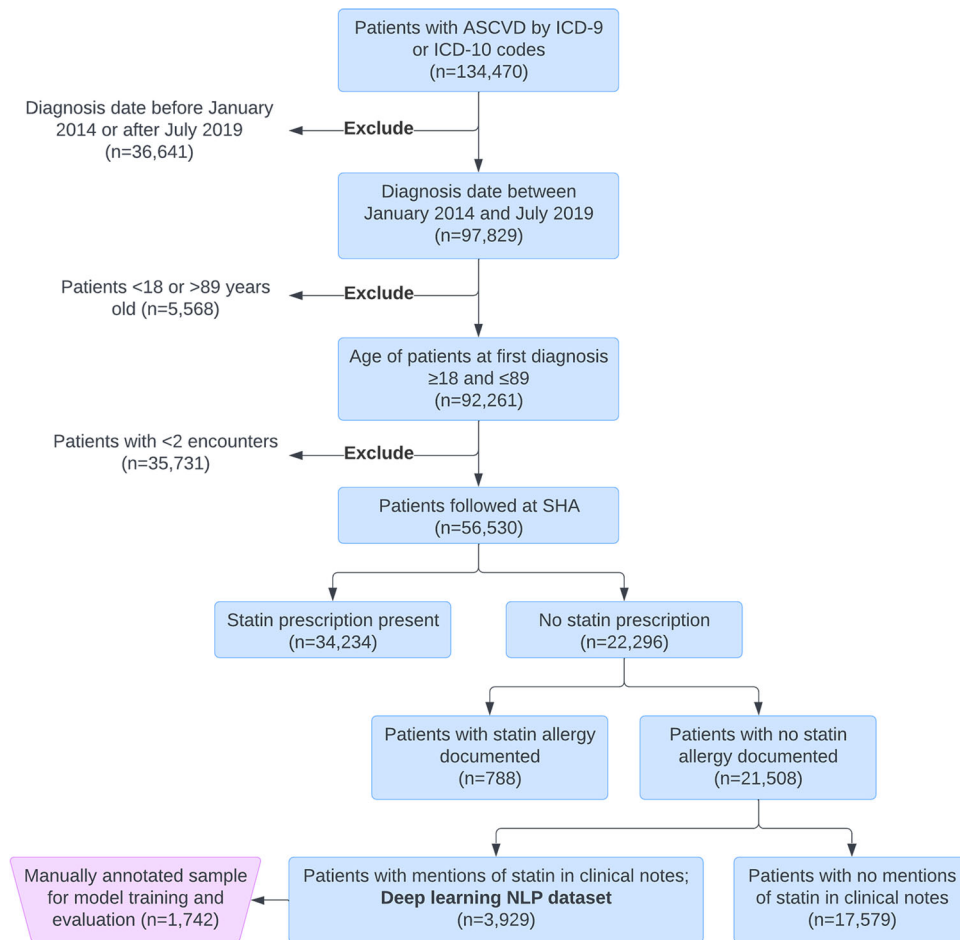 Patients with ASCVD by ICD-9
or ICD-10 codes
(n=134,470)
Diagnosis date before January
2014 or after July 2019
(n=36,641)
Exclude
Diagnosis date between
January 2014 and July 2019
(n=97,829)
Patients <18 or >89 years
old (n=5,568)
Exclude
Age of patients at first diagnosis
≥18 and ≤89
(n=92,261)
Patients with <2 encounters
(n=35,731)
Exclude
Patients followed at SHA
(n=56,530)
Statin prescription present
(n=34,234)
No statin prescription
(n=22,296)
Patients with statin allergy
documented
(n=788)
Patients with no statin
allergy documented
(n=21,508)
Manually annotated sample
for model training and
evaluation (n=1,742)
Patients with mentions of statin in clinical notes;
Deep learning NLP dataset
(n=3,929)
Patients with no mentions
of statin in clinical notes
(n=17,579)